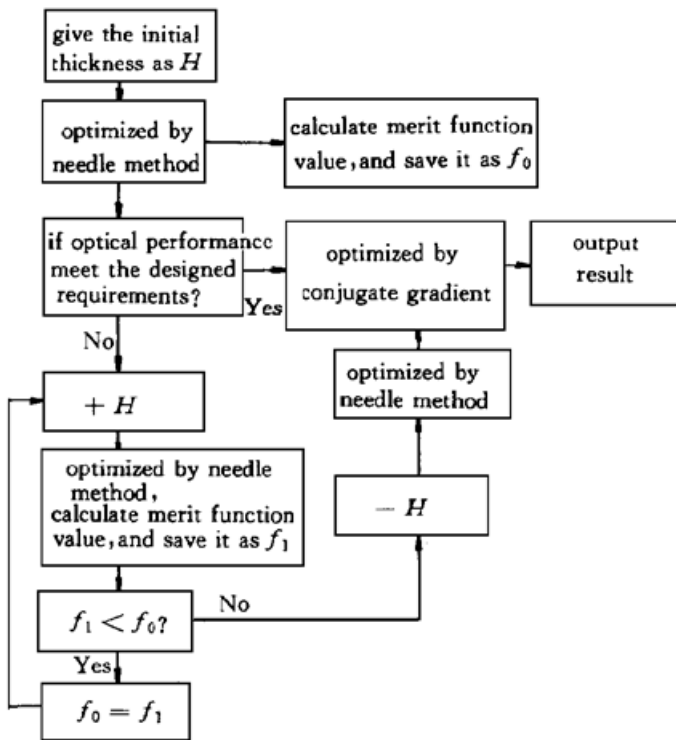 give the initial
thickness as H
optimized by
needle method
calculate merit function
value, and save it as f₀
if optical performance
meet the designed
requirements?
Yes
optimized by
conjugate gradient
output
result
No
+ H
optimized by
needle method
optimized by needle
method,
calculate merit function
value, and save it as f₁
− H
f₁ < f₀?
No
Yes
f₀ = f₁